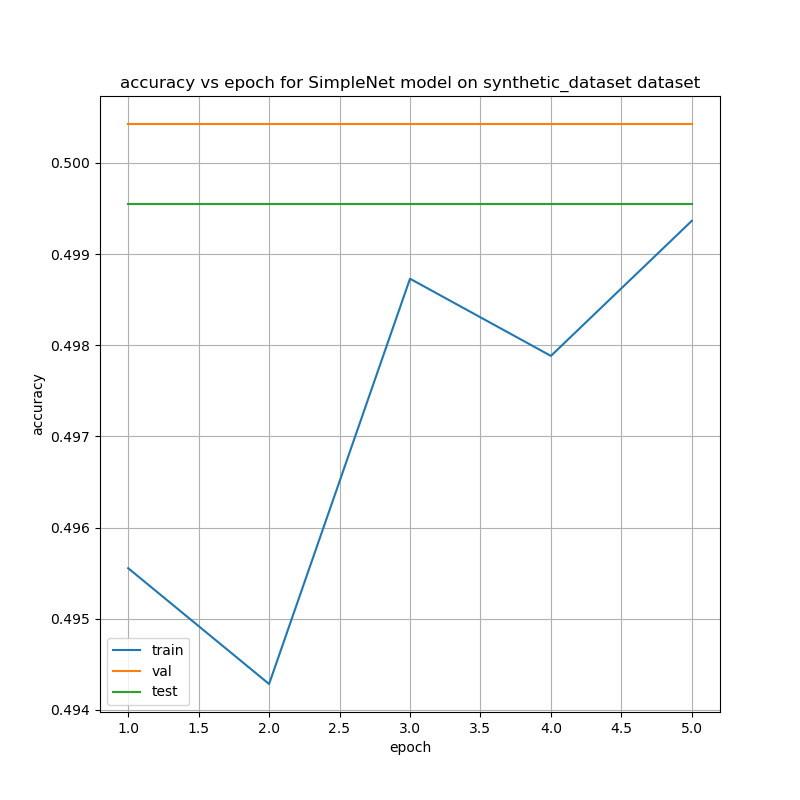 accuracy vs epoch for SimpleNet model on synthetic_dataset dataset
accuracy
0.500
0.499
0.498
0.497
0.496
0.495
0.494
train
val
test
1.0 1.5 2.0 2.5 3.0 3.5 4.0 4.5 5.0
epoch